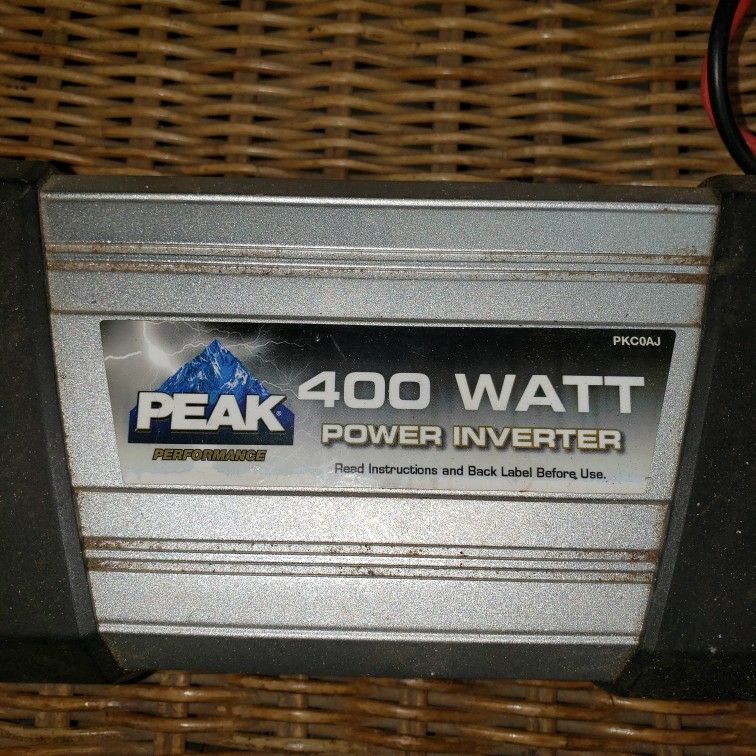 PKC0AJ
PEAK®
PERFORMANCE
400 WATT
POWER INVERTER
Read Instructions and Back Label Before Use.